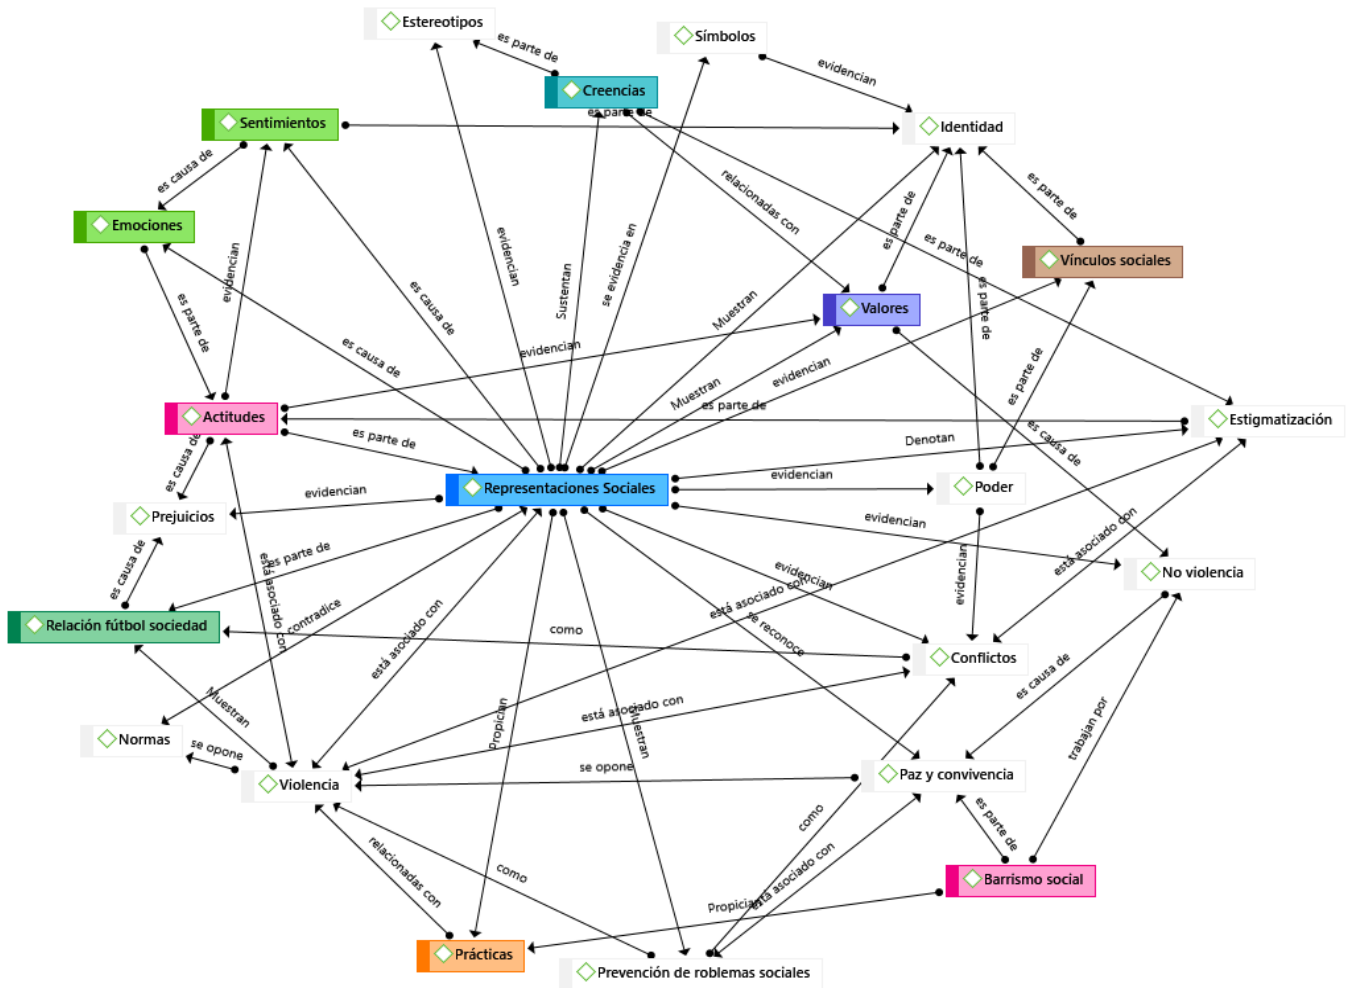 Estereotipos
Símbolos
es parte de
evidencian
Creencias
es parte de
Sentimientos
Identidad
es causa de
relacionadas con
es parte de
Emociones
evidencian
evidencian
Sustentan
se evidencia en
es parte de
es parte de
Vínculos sociales
es parte de
es causa de
Muestran
es parte de
Valores
es causa de
evidencian
Muestran
evidencian
es parte de
es parte de
Actitudes
Estigmatización
es parte de
Denotan
es causa de
es causa de
evidencian
Representaciones Sociales
evidencian
Poder
Prejuicios
evidencian
está asociado con
es parte de
es causa de
está asociado con
evidencian
evidencian
No violencia
contradice
está asociado con
está asociado con
se reconoce
Relación fútbol sociedad
como
Conflictos
es causa de
Muestran
está asociado con
Propician
Muestran
trabajan por
Normas
se opone
Violencia
se opone
Paz y convivencia
como
es parte de
relacionadas con
como
está asociado con
Barrismo social
Propician
Prácticas
Prevención de roblemas sociales